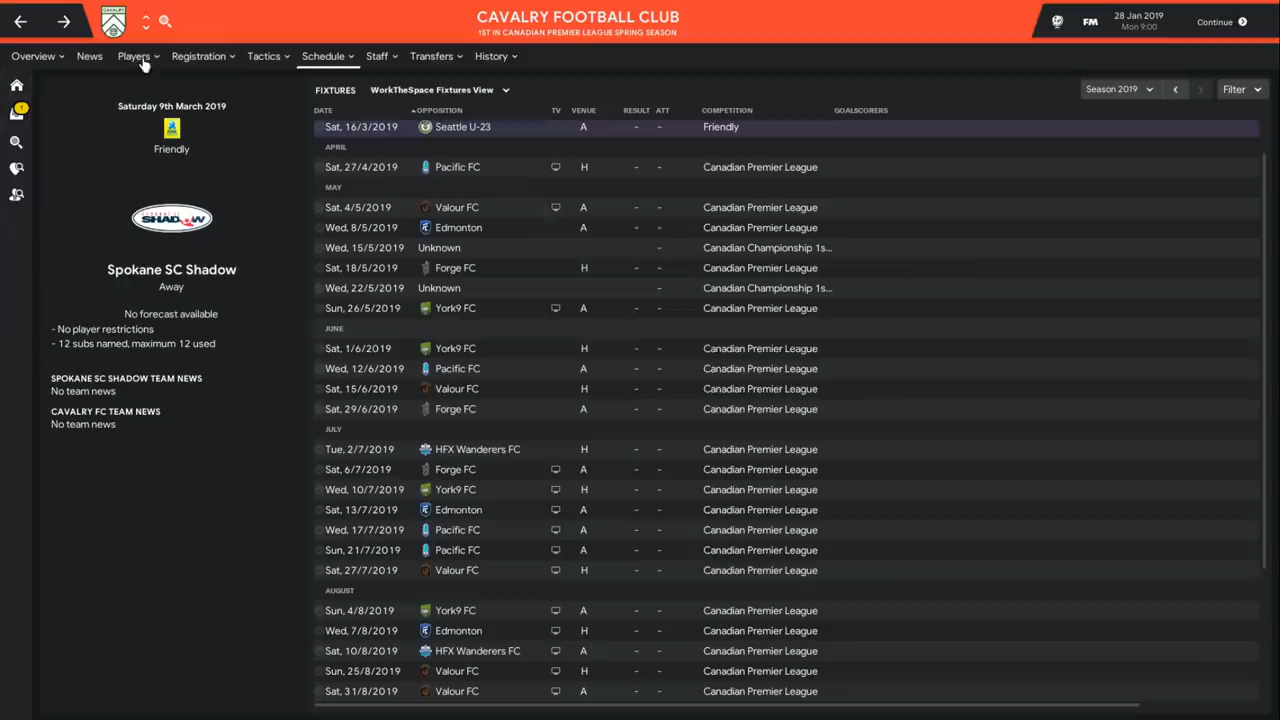 CAVALRY FOOTBALL CLUB
1ST IN CANADIAN PREMIER LEAGUE SPRING SEASON
FM
28 Jan 2019
Mon 9:00
Continue
Overview
News
Players
Registration
Tactics
Schedule
Staff
Transfers
History
1
Saturday 9th March 2019
Friendly
SHADOW
Spokane SC Shadow
Away
No forecast available
- No player restrictions
- 12 subs named, maximum 12 used
SPOKANE SC SHADOW TEAM NEWS
No team news
CAVALRY FC TEAM NEWS
No team news
FIXTURES WorkTheSpace Fixtures View Season 2019 Filter
DATE OPPOSITION TV VENUE RESULT ATT COMPETITION GOALSCORERS
Sat, 16/3/2019 Seattle U-23 A - - Friendly
APRIL
Sat, 27/4/2019 Pacific FC H - - Canadian Premier League
MAY
Sat, 4/5/2019 Valour FC A - - Canadian Premier League
Wed, 8/5/2019 Edmonton A - - Canadian Premier League
Wed, 15/5/2019 Unknown - Canadian Championship 1s...
Sat, 18/5/2019 Forge FC H - - Canadian Premier League
Wed, 22/5/2019 Unknown - Canadian Championship 1s...
Sun, 26/5/2019 York9 FC A - - Canadian Premier League
JUNE
Sat, 1/6/2019 York9 FC H - - Canadian Premier League
Wed, 12/6/2019 Pacific FC A - - Canadian Premier League
Sat, 15/6/2019 Valour FC H - - Canadian Premier League
Sat, 29/6/2019 Forge FC A - - Canadian Premier League
JULY
Tue, 2/7/2019 HFX Wanderers FC H - - Canadian Premier League
Sat, 6/7/2019 Forge FC A - - Canadian Premier League
Wed, 10/7/2019 York9 FC H - - Canadian Premier League
Sat, 13/7/2019 Edmonton A - - Canadian Premier League
Wed, 17/7/2019 Pacific FC A - - Canadian Premier League
Sun, 21/7/2019 Pacific FC A - - Canadian Premier League
Sat, 27/7/2019 Valour FC H - - Canadian Premier League
AUGUST
Sun, 4/8/2019 York9 FC A - - Canadian Premier League
Wed, 7/8/2019 Edmonton H - - Canadian Premier League
Sat, 10/8/2019 HFX Wanderers FC A - - Canadian Premier League
Sun, 25/8/2019 Valour FC H - - Canadian Premier League
Sat, 31/8/2019 Valour FC A - - Canadian Premier League